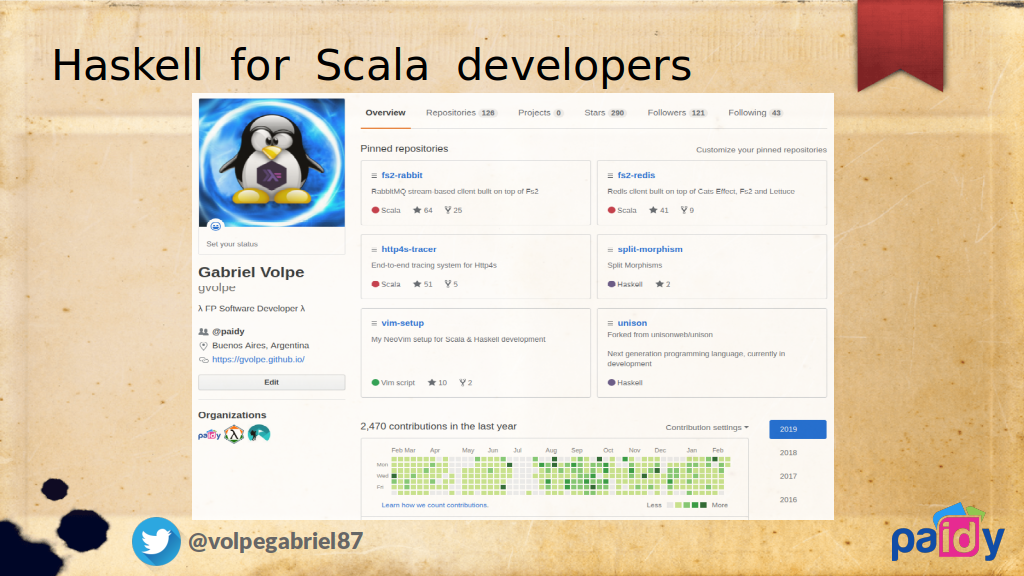 Haskell for Scala developers
Overview Repositories 126 Projects 0 Stars 290 Followers 121 Following 43
Pinned repositories Customize your pinned repositories
fs2-rabbit
RabbitMQ stream-based client built on top of Fs2
Scala 64 25
fs2-redis
Redis client built on top of Cats Effect, Fs2 and Lettuce
Scala 41 9
http4s-tracer
End-to-end tracing system for Http4s
Scala 51 5
split-morphism
Split Morphisms
Haskell 2
vim-setup
My NeoVim setup for Scala & Haskell development
Vim script 10 2
unison
Forked from unisonweb/unison
Next generation programming language, currently in
development
Haskell
Set your status
Gabriel Volpe
gvolpe
λ FP Software Developer λ
@paidy
Buenos Aires, Argentina
https://gvolpe.github.io/
Edit
Organizations
paidy
2,470 contributions in the last year Contribution settings
2019
2018
2017
2016
Feb Mar Apr May Jun Jul Aug Sep Oct Nov Dec Jan Feb
Mon
Wed
Fri
Learn how we count contributions. Less More
@volpegabriel87
paidy